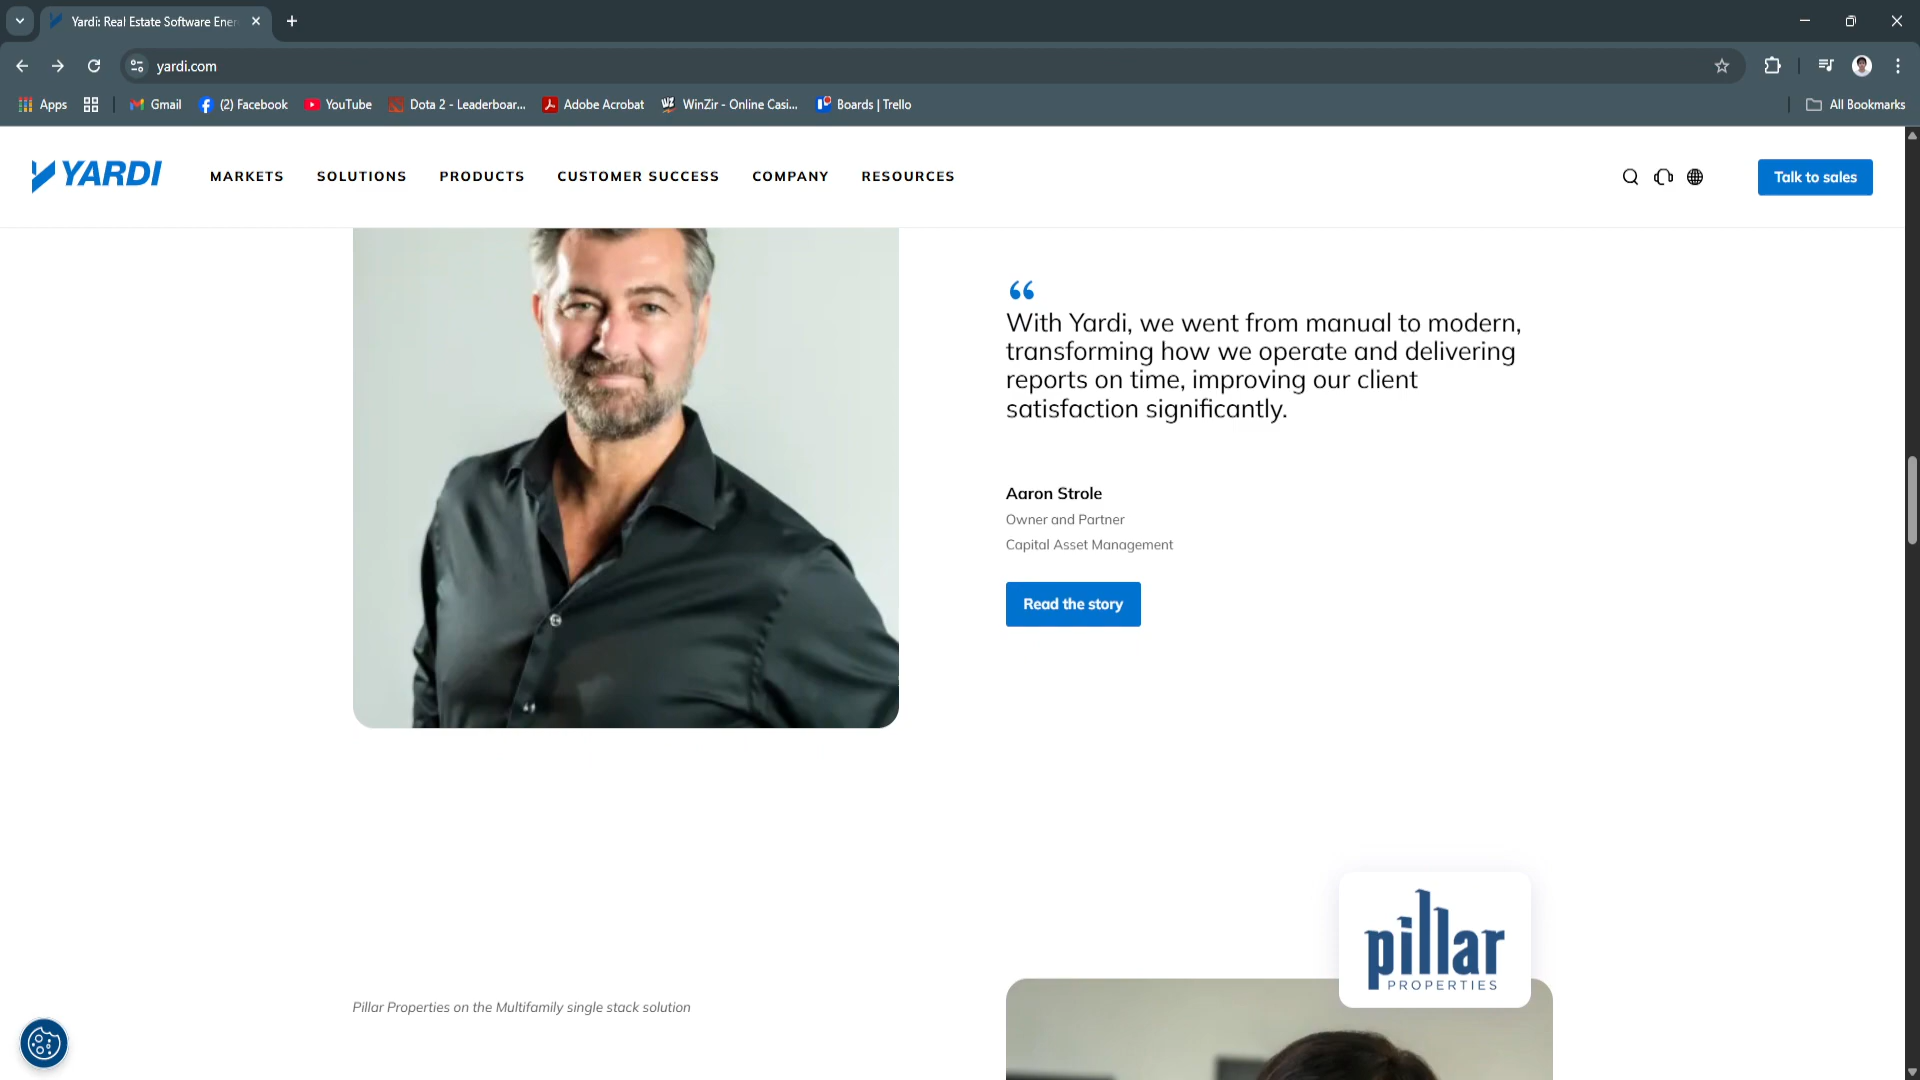 Yardi: Real Estate Software Ener
yardi.com
Apps
Gmail
(2) Facebook
YouTube
Dota 2 - Leaderboar...
Adobe Acrobat
WinZir - Online Casi...
Boards | Trello
All Bookmarks
YARDI
MARKETS
SOLUTIONS
PRODUCTS
CUSTOMER SUCCESS
COMPANY
RESOURCES
Talk to sales
“
With Yardi, we went from manual to modern,
transforming how we operate and delivering
reports on time, improving our client
satisfaction significantly.
Aaron Strole
Owner and Partner
Capital Asset Management
Read the story
pillar
PROPERTIES
Pillar Properties on the Multifamily single stack solution